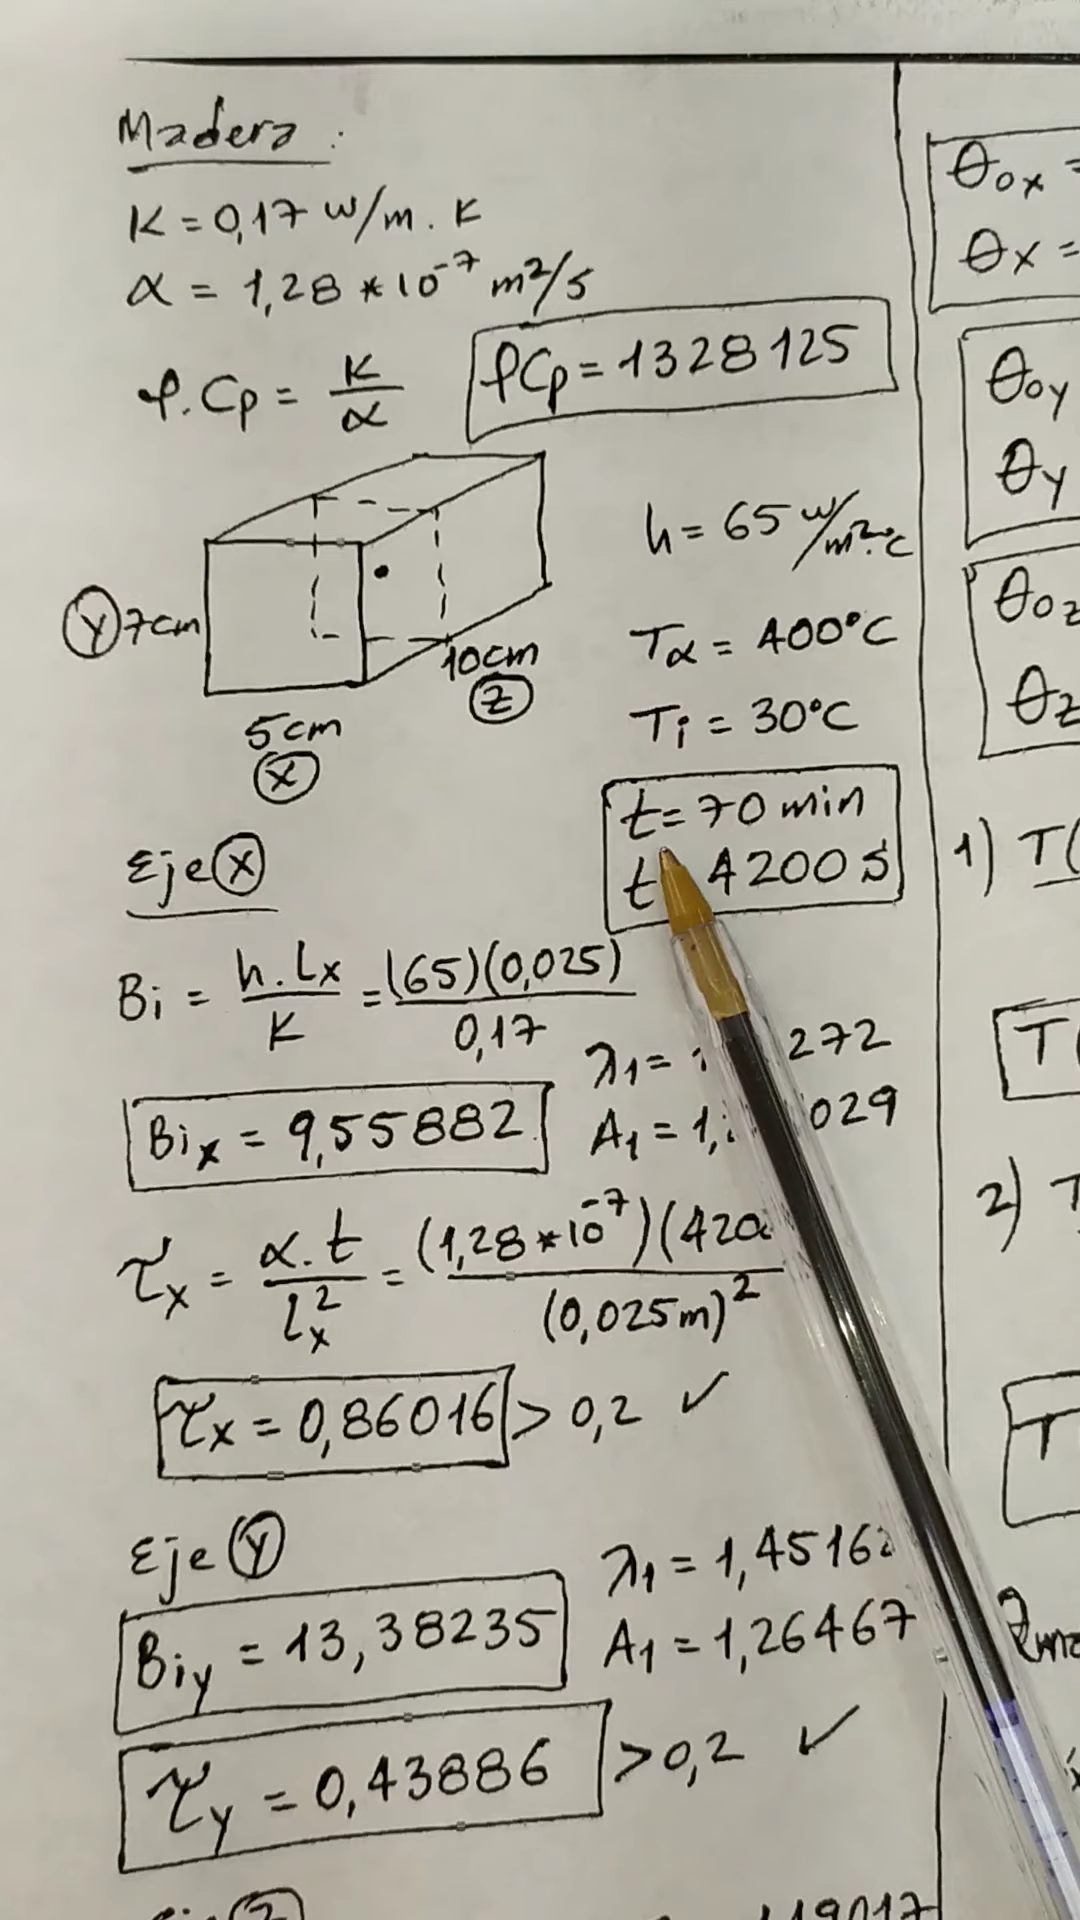 Madera:
K = 0,17 W/m. K
α = 1,28 * 10⁻⁷ m²/s
ρ.Cp = K/α
ρCp = 1328125
Y 7cm
10cm
Z
5cm
X
h = 65 W/m².°C
Tα = 400°C
Ti = 30°C
t = 70 min
t 4200 s
Eje X
Bi = h.Lx/K = (65)(0,025)/0,17
λ1 = 272
A1 = 1, 029
Bix = 9,55882
τx = α.t/Lx² = (1,28*10⁻⁷)(420/(0,025m)²
τx = 0,86016 > 0,2 ✓
Eje Y
λ1 = 1,4516
Biy = 13,38235
A1 = 1,26467
τy = 0,43886 > 0,2 ✓
θox =
θx =
θoy
θy
θoz
θz
1) T(
T(
2) T
T